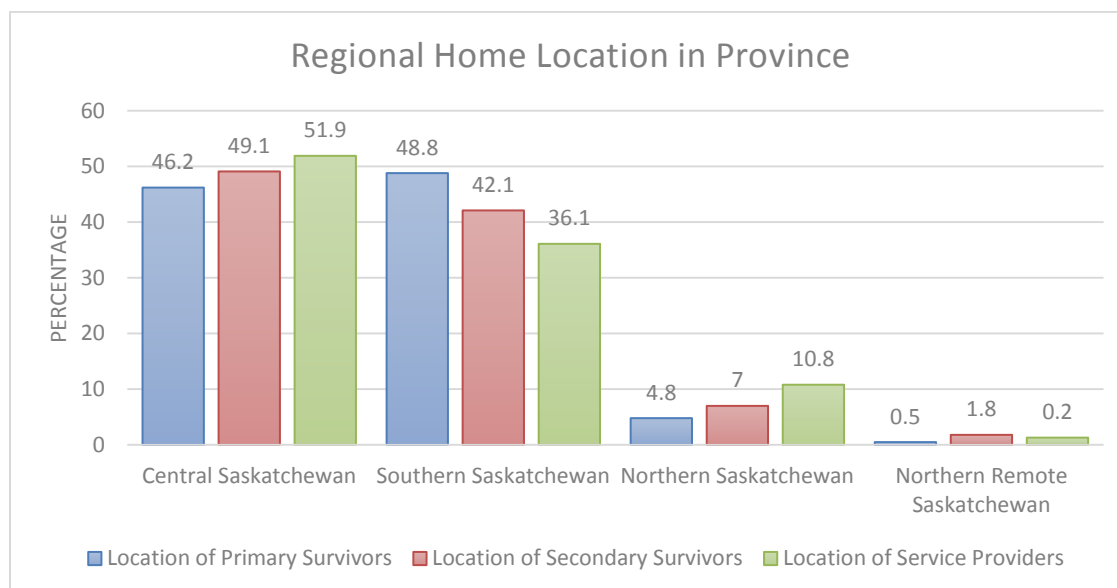 Regional Home Location in Province
PERCENTAGE
60
50
40
30
20
10
0
46.2 49.1 51.9 48.8 42.1 36.1 4.8 7 10.8 0.5 1.8 0.2
Central Saskatchewan Southern Saskatchewan Northern Saskatchewan Northern Remote
Saskatchewan
Location of Primary Survivors Location of Secondary Survivors Location of Service Providers